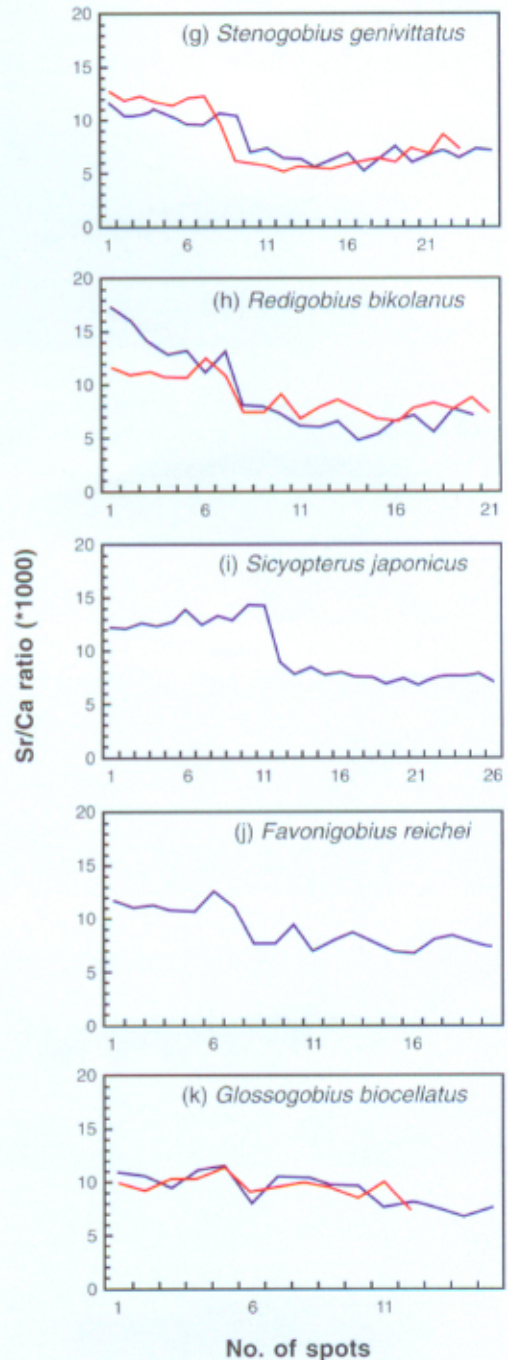 (g) Stenogobius genivittatus
20
15
10
5
0
1 6 11 16 21
(h) Redigobius bikolanus
20
15
10
5
0
1 6 11 16 21
(i) Sicyopterus japonicus
20
15
10
5
0
1 6 11 16 21 26
(j) Favonigobius reichei
20
15
10
5
0
1 6 11 16
(k) Glossogobius biocellatus
20
15
10
5
0
1 6 11
Sr/Ca ratio (*1000)
No. of spots